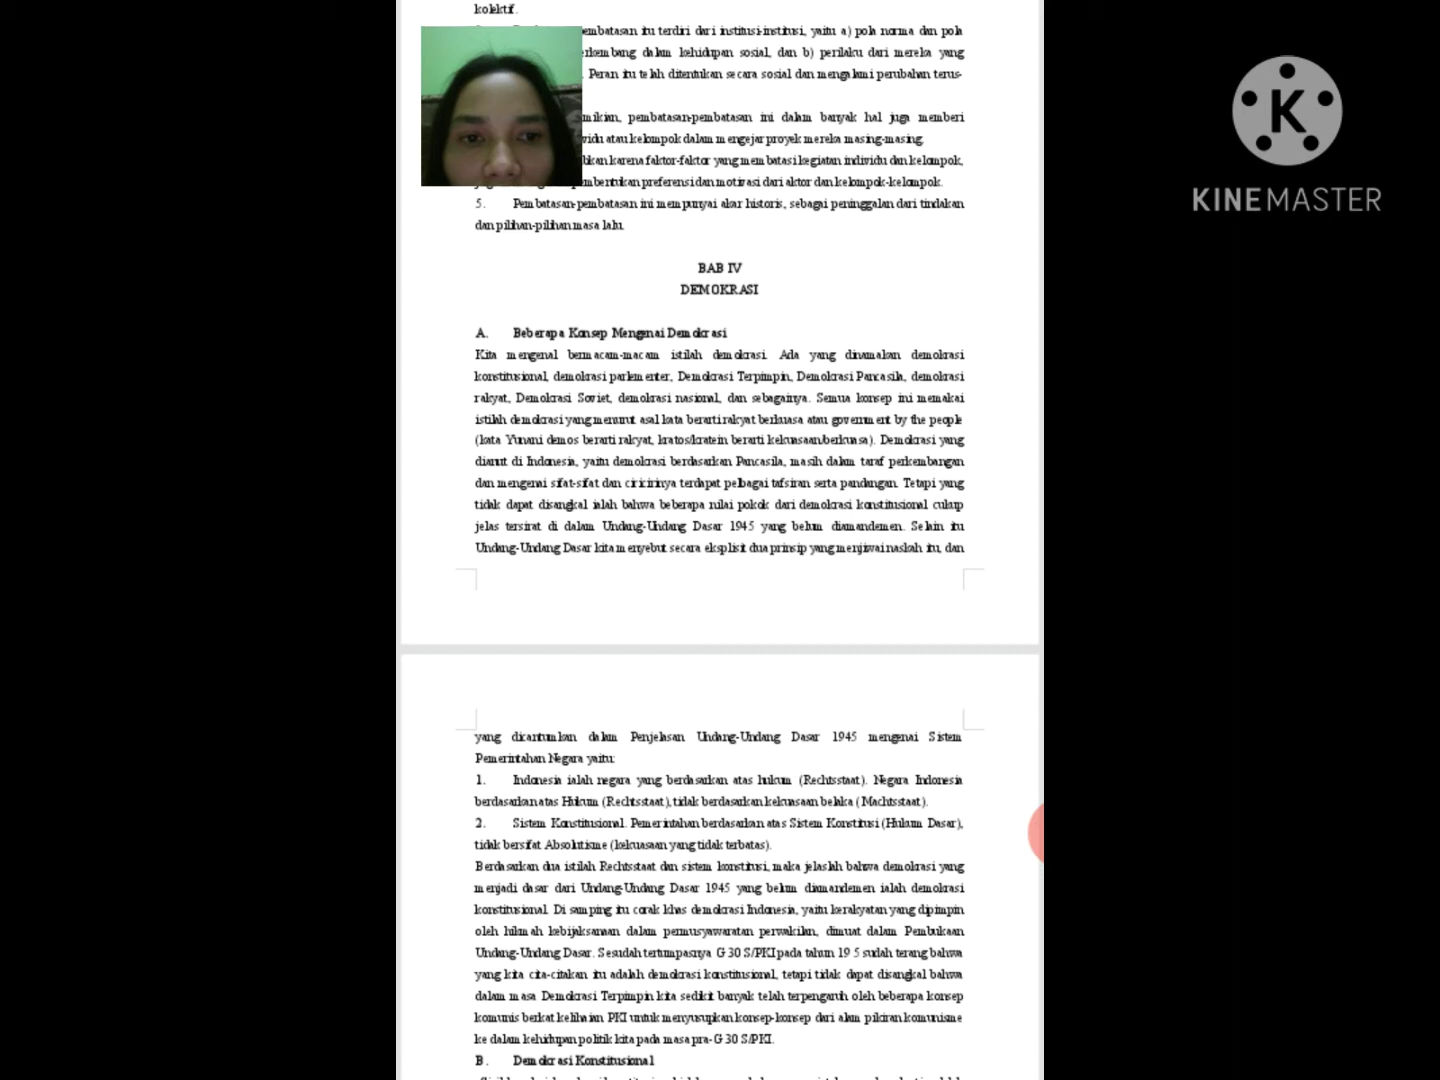 kolektif.
embatasan itu terdiri dari institusi-institusi, yaitu a) pola norma dan pola
erkembang dalam kehidupan sosial, dan b) perilaku dari mereka yang
. Peran itu telah ditentukan secara sosial dan mengalami perubahan terus-
mikian, pembatasan-pembatasan ini dalam banyak hal juga memberi
vidu atau kelompok dalam mengejar proyek mereka masing-masing.
bkan karena faktor-faktor yang membatasi kegiatan individu dan kelompok,
pembentukan preferensi dan motivasi dari aktor dan kelompok-kelompok.
5. Pembatasan-pembatasan ini mempunyai akar historis, sebagai peninggalan dari tindakan
dan pilihan-pilihan masa lalu.
BAB IV
DEMOKRASI
A. Beberapa Konsep Mengenai Demokrasi
Kita mengenal bermacam-macam istilah demokrasi. Ada yang dinamakan demokrasi
konstitusional, demokrasi parlementer, Demokrasi Terpimpin, Demokrasi Pancasila, demokrasi
rakyat, Demokrasi Soviet, demokrasi nasional, dan sebagainya. Semua konsep ini memakai
istilah demokrasi yang menurut asal kata berarti rakyat berkuasa atau government by the people
(kata Yunani demos berarti rakyat, kratos/kratein berarti kekuasaan/berkuasa). Demokrasi yang
dianut di Indonesia, yaitu demokrasi berdasarkan Pancasila, masih dalam taraf perkembangan
dan mengenai sifat-sifat dan ciricirinya terdapat pelbagai tafsiran serta pandangan. Tetapi yang
tidak dapat disangkal ialah bahwa beberapa nilai pokok dari demokrasi konstitusional cukup
jelas tersirat di dalam Undang-Undang Dasar 1945 yang belum diamandemen. Selain itu
Undang-Undang Dasar kita menyebut secara eksplisit dua prinsip yang menjiwai naskah itu, dan
yang dicantumkan dalam Penjelasan Undang-Undang Dasar 1945 mengenai Sistem
Pemerintahan Negara yaitu:
1. Indonesia ialah negara yang berdasarkan atas hukum (Rechtsstaat). Negara Indonesia
berdasarkan atas Hukum (Rechtsstaat), tidak berdasarkan kekuasaan belaka ( Machtsstaat).
2. Sistem Konstitusional. Pemerintahan berdasarkan atas Sistem Konstitusi (Hukum Dasar),
tidak bersifat Absolutisme (kekuasaan yang tidak terbatas).
Berdasarkan dua istilah Rechtsstaat dan sistem konstitusi, maka jelaslah bahwa demokrasi yang
menjadi dasar dari Undang-Undang Dasar 1945 yang belum diamandemen ialah demokrasi
konstitusional. Di samping itu corak khas demokrasi Indonesia, yaitu kerakyatan yang dipimpin
oleh hikmah kebijaksanaan dalam permusyawaratan perwakilan, dimuat dalam Pembukaan
Undang-Undang Dasar. Sesudah tertumpasnya G 30 S/PKI pada tahun 19 5 sudah terang bahwa
yang kita cita-citakan itu adalah demokrasi konstitusional, tetapi tidak dapat disangkal bahwa
dalam masa Demokrasi Terpimpin kita sedikit banyak telah terpengaruh oleh beberapa konsep
komunis berkat kelihaian PKI untuk menyusupkan konsep-konsep dari alam pikiran komunisme
ke dalam kehidupan politik kita pada masa pra- G 30 S/PKI.
B. Demokrasi Konstitusional
K
KINEMASTER